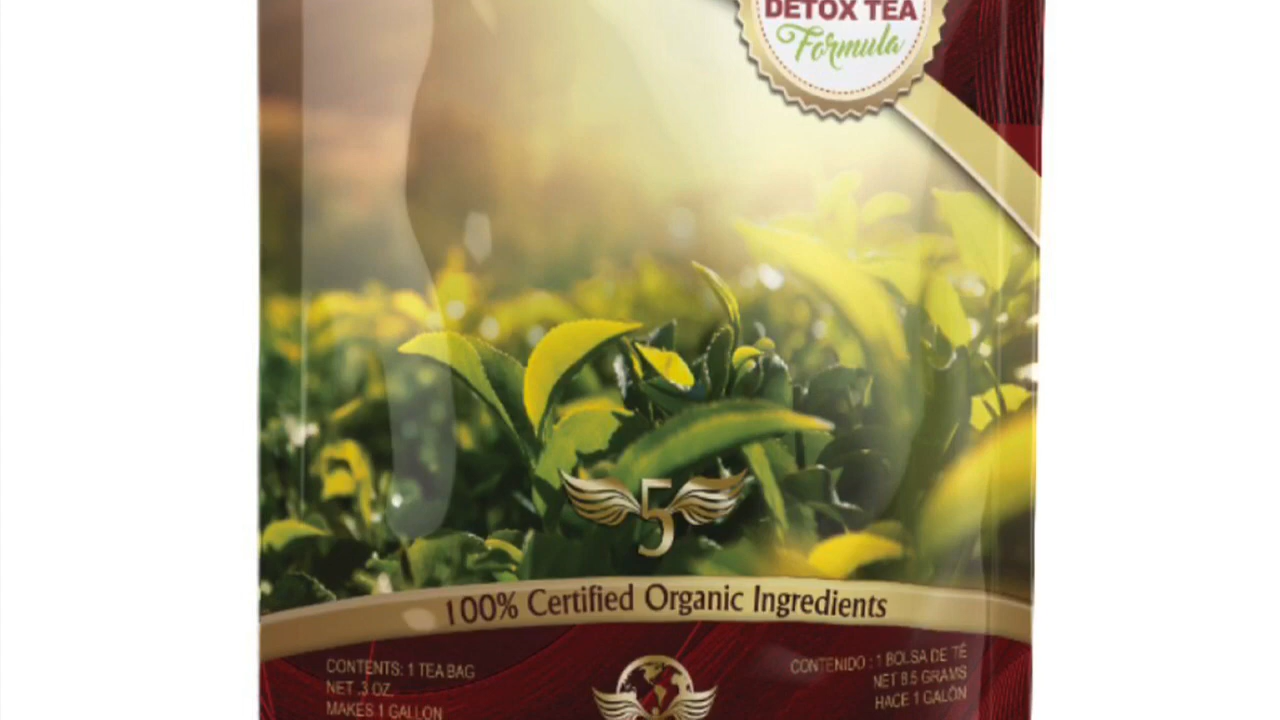 DETOX TEA
Formula
5
100% Certified Organic Ingredients
CONTENTS: 1 TEA BAG
NET .3 OZ.
MAKES 1 GALLON
CONTENIDO : 1 BOLSA DE TÉ
NET 8.5 GRAMS
HACE 1 GALÓN